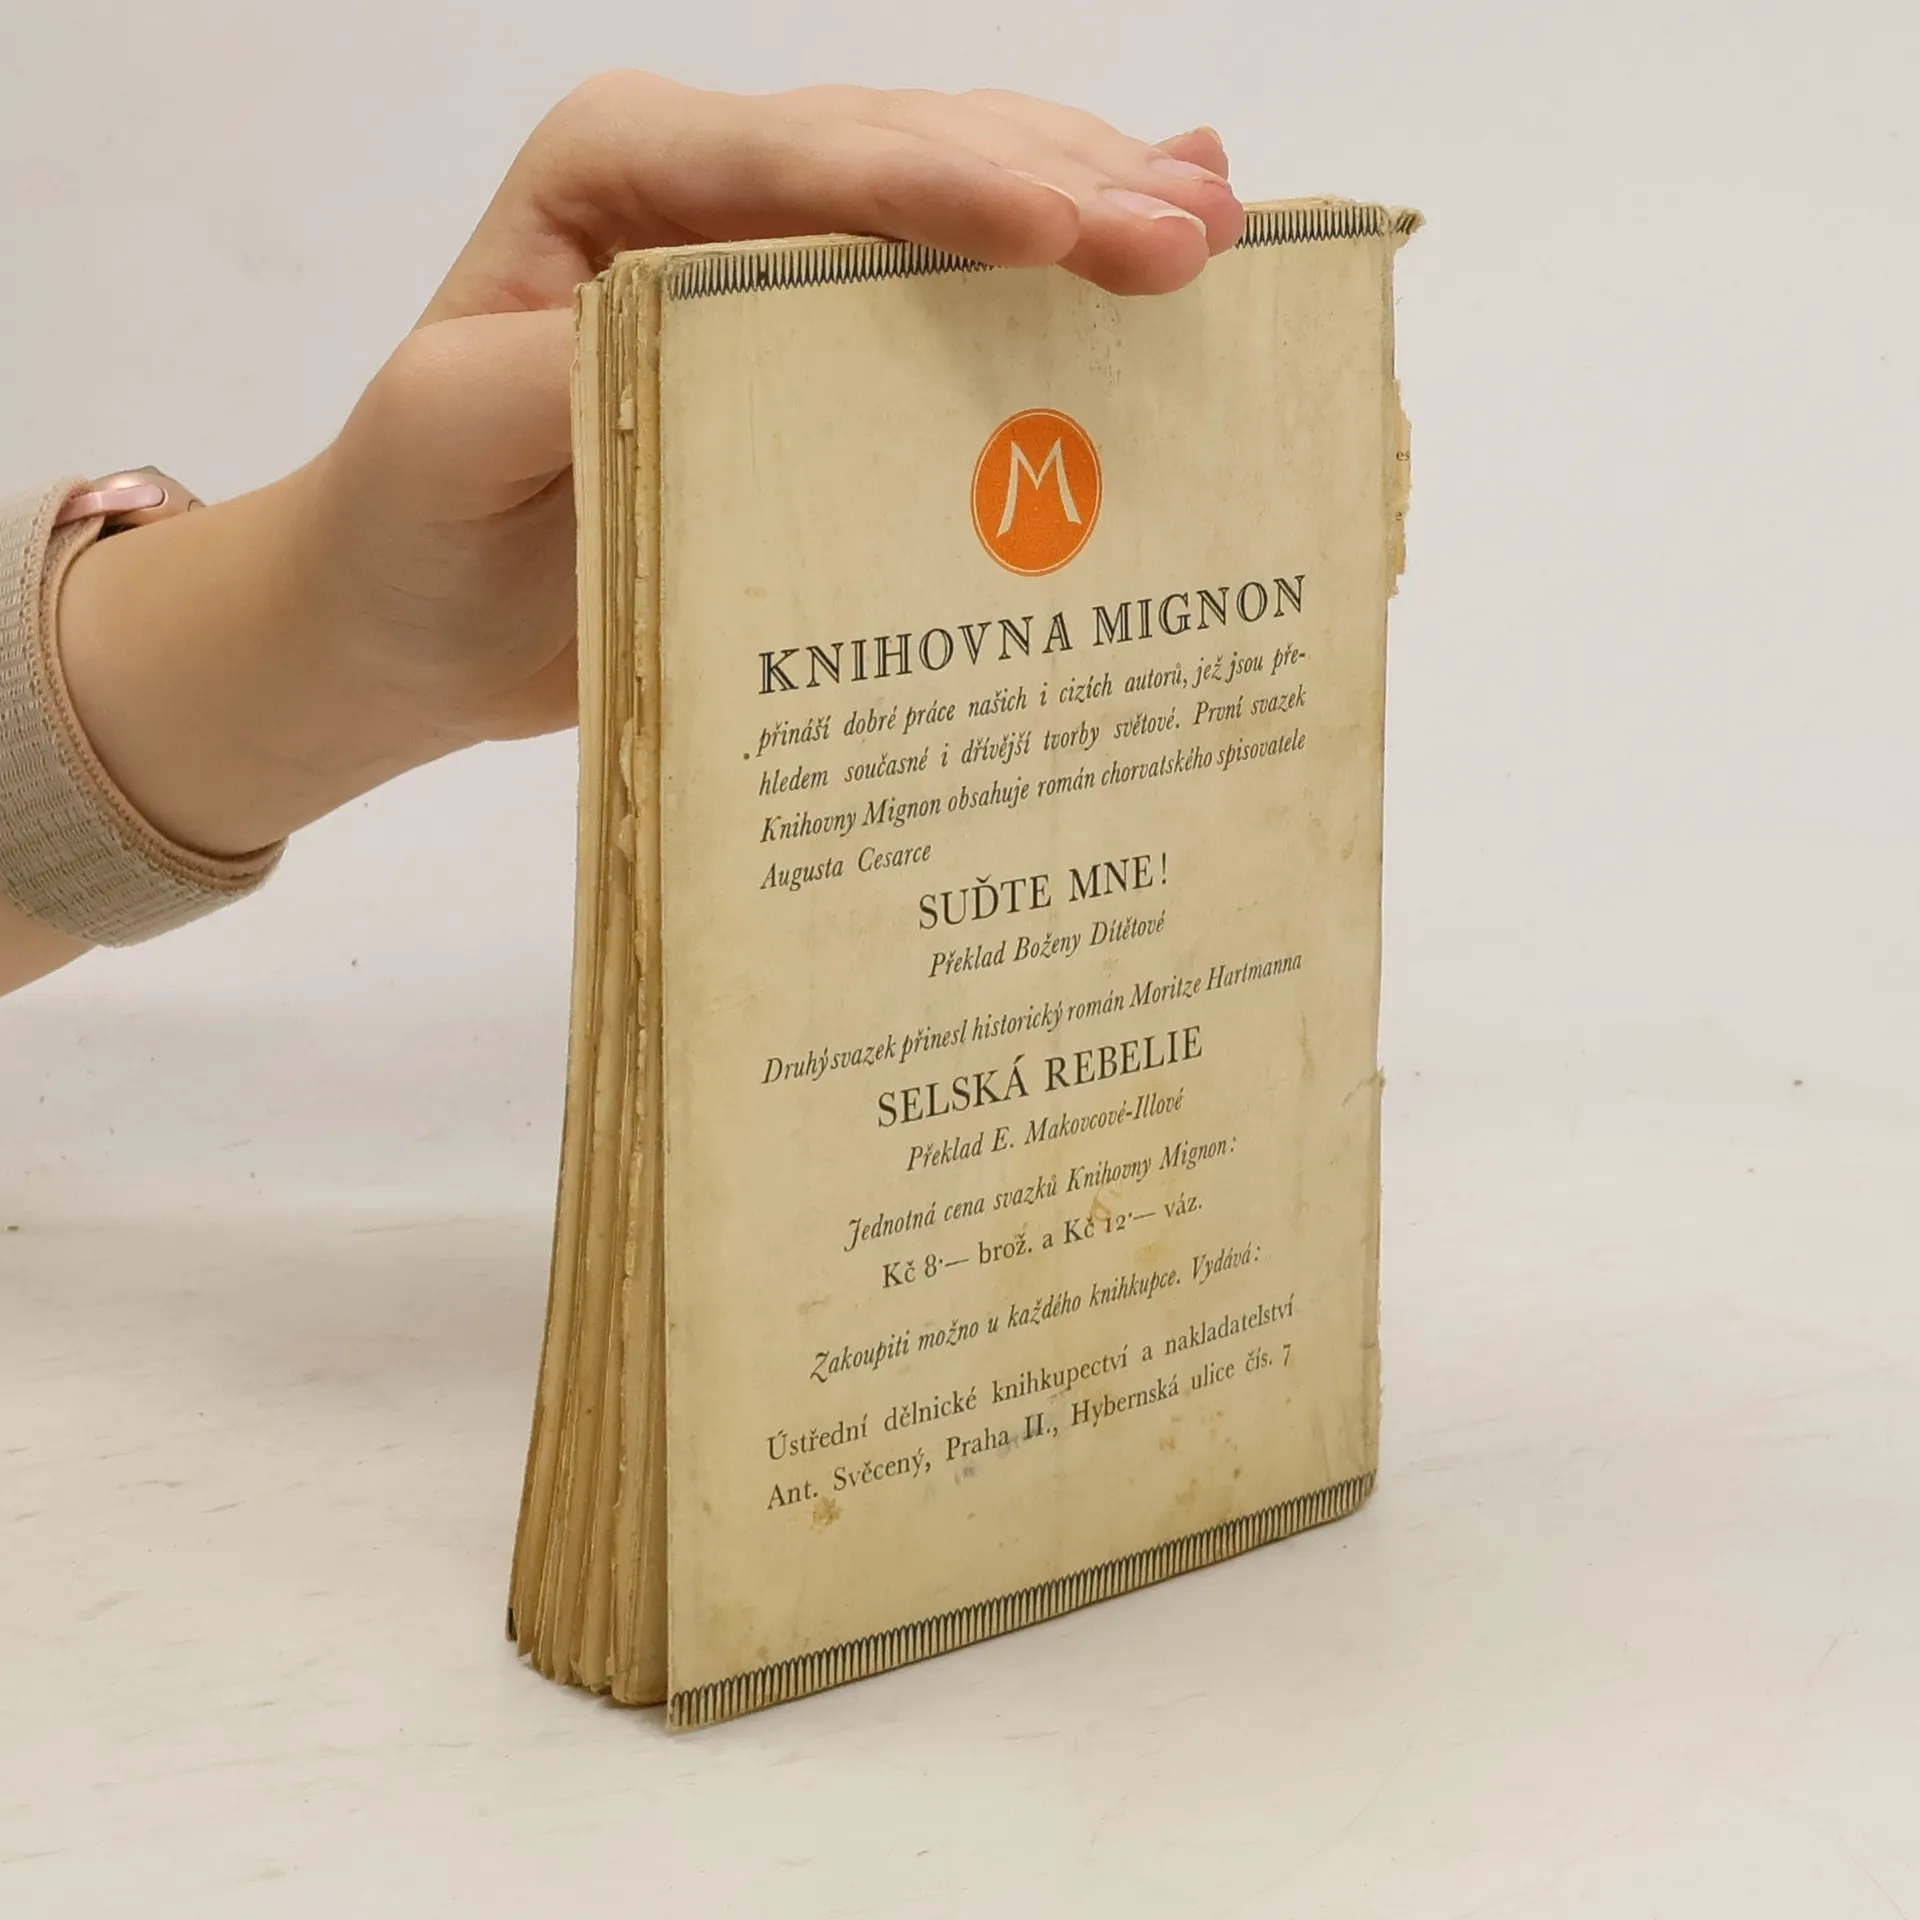 M
KNIHOVNA MIGNON
přináší dobré práce našich i cizích autorů, jež jsou pře-
hledem současné i dřívější tvorby světové. První svazek
Knihovny Mignon obsahuje román chorvatského spisovatele
Augusta Cesarce
SUĎTE MNE!
Překlad Boženy Dítětové
Druhý svazek přinesl historický román Moritze Hartmanna
SELSKÁ REBELIE
Překlad E. Makovcové-Illové
Jednotná cena svazků Knihovny Mignon:
Kč 8·— brož. a Kč 12·— váz.
Zakoupiti možno u každého knihkupce. Vydává:
Ústřední dělnické knihkupectví a nakladatelství
Ant. Svěcený, Praha II., Hybernská ulice čís. 7